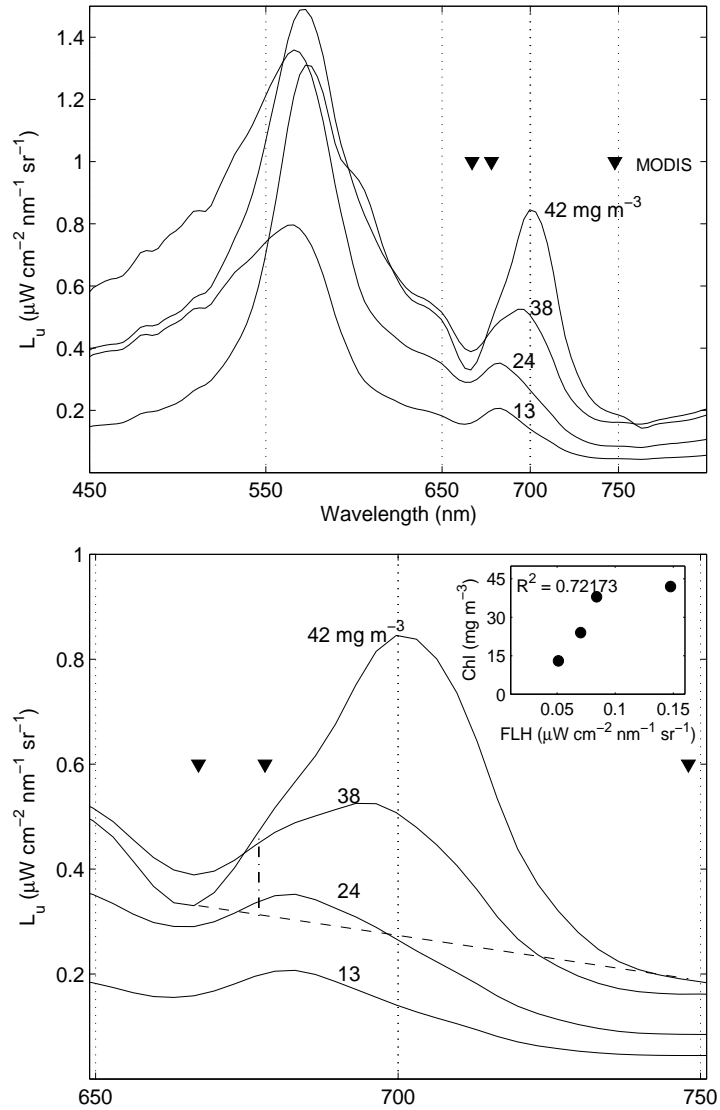 1.4
1.2
1
0.8
0.6
0.4
0.2
L_u (μW cm⁻² nm⁻¹ sr⁻¹)
MODIS
42 mg m⁻³
38
24
13
450 550 650 700 750
Wavelength (nm)
1
0.8
0.6
0.4
0.2
L_u (μW cm⁻² nm⁻¹ sr⁻¹)
42 mg m⁻³
38
24
13
R² = 0.72173
45
30
15
0
Chl (mg m⁻³)
0.05 0.1 0.15
FLH (μW cm⁻² nm⁻¹ sr⁻¹)
650 700 750